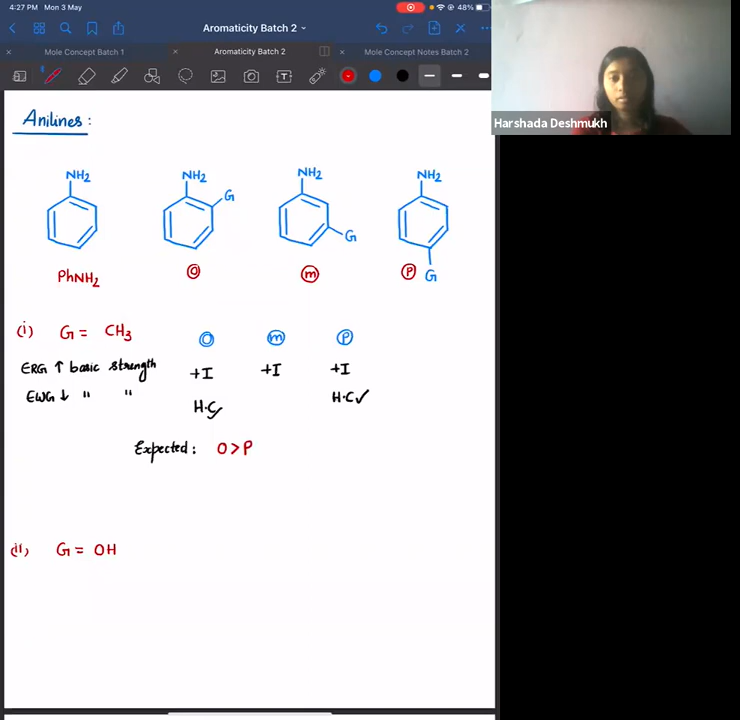 4:27 PM Mon 3 May
48%
Aromaticity Batch 2
Mole Concept Batch 1
Aromaticity Batch 2
Mole Concept Notes Batch 2
Harshada Deshmukh
Anilines:
NH2 NH2 NH2 NH2
G
G
G
PhNH2 O m P
(i) G = CH3 O m P
ERG ↑ basic strength +I +I +I
EWG ↓ " " H·C✓ H·C✓
Expected: O > P
(ii) G = OH